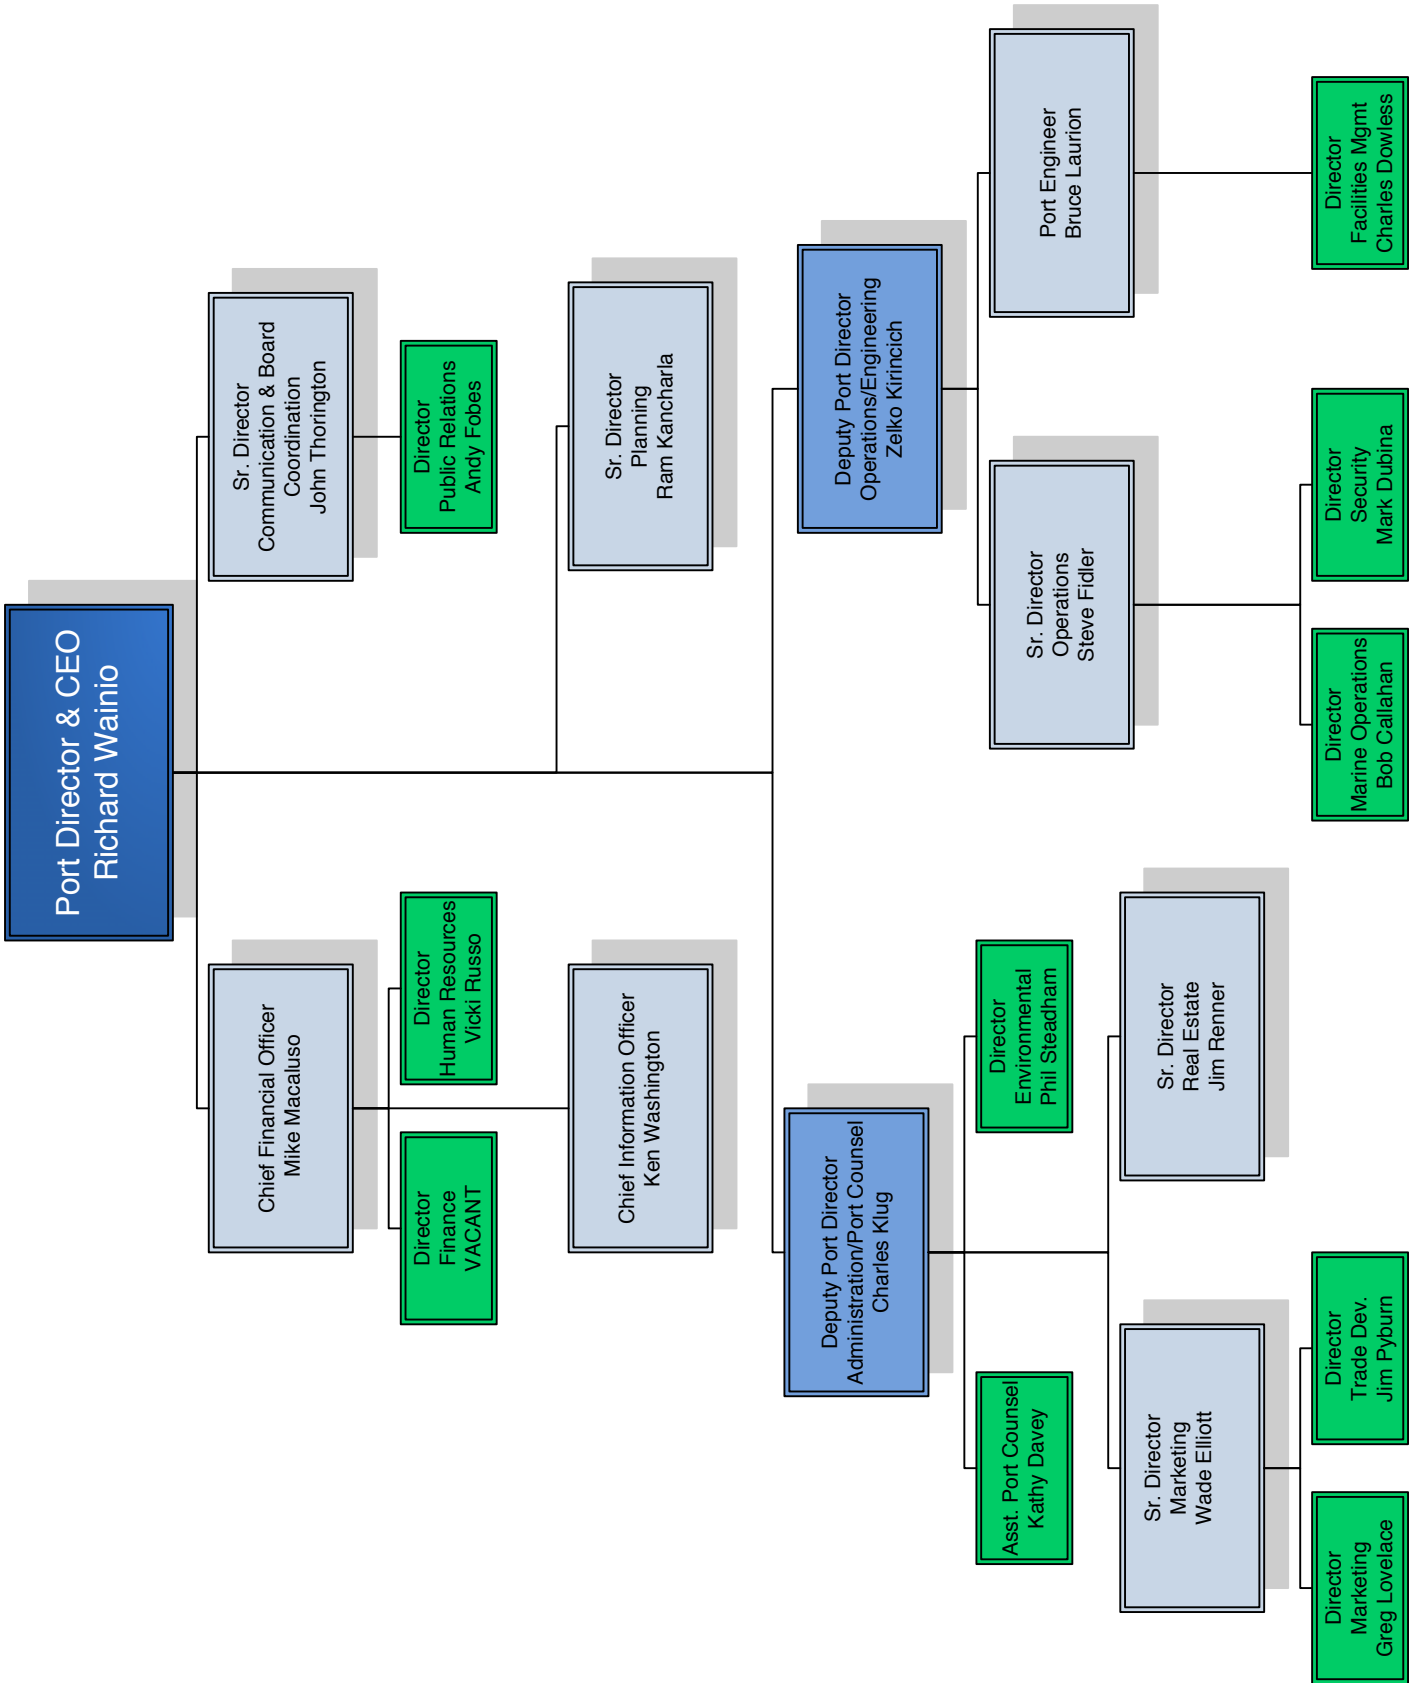 Port Director & CEO
Richard Wainio
Chief Financial Officer
Mike Macaluso
Sr. Director
Communication & Board
Coordination
John Thorington
Director
Finance
VACANT
Director
Human Resources
Vicki Russo
Director
Public Relations
Andy Fobes
Chief Information Officer
Ken Washington
Sr. Director
Planning
Ram Kancharla
Deputy Port Director
Administration/Port Counsel
Charles Klug
Deputy Port Director
Operations/Engineering
Zelko Kirincich
Asst. Port Counsel
Kathy Davey
Director
Environmental
Phil Steadham
Sr. Director
Operations
Steve Fidler
Port Engineer
Bruce Laurion
Sr. Director
Marketing
Wade Elliott
Sr. Director
Real Estate
Jim Renner
Director
Marketing
Greg Lovelace
Director
Trade Dev.
Jim Pyburn
Director
Marine Operations
Bob Callahan
Director
Security
Mark Dubina
Director
Facilities Mgmt
Charles Dowless